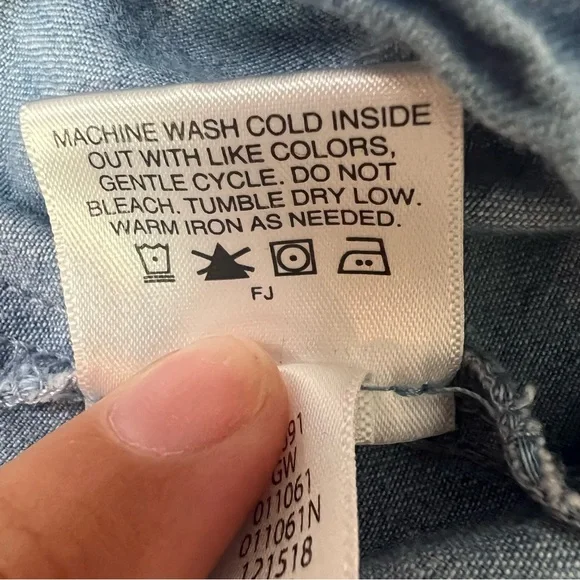 MACHINE WASH COLD INSIDE
OUT WITH LIKE COLORS,
GENTLE CYCLE. DO NOT
BLEACH. TUMBLE DRY LOW.
WARM IRON AS NEEDED.
FJ
GW
011061
011061N
121518